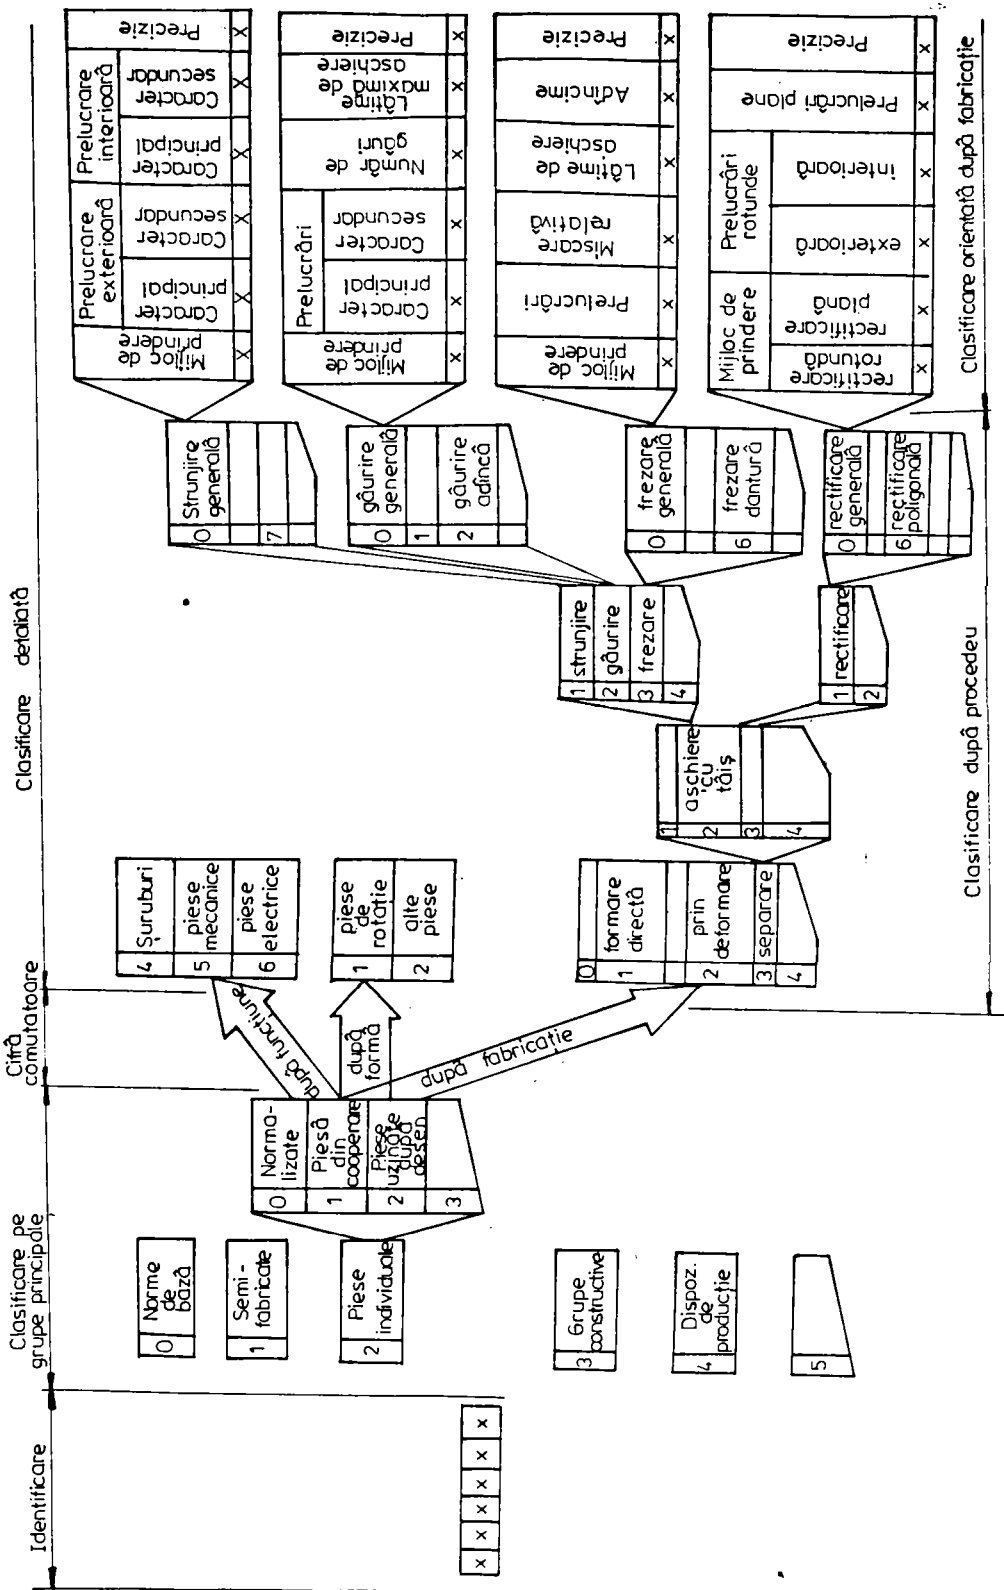 Identificare
Clasificare pe
grupe principale
Cifră
comutatoare
Clasificare detaliată
x x x x x x
0 Norme
de
bază
1 Semi-
fabricate
2 Piese
individuale
3 Grupe
constructive
4 Dispoz.
de
producție
5
0 Norma-
lizate
1 Piesă
din
cooperare
2 Piese
uzinate
după
desen
3
după funcțiune
după
formă
după fabricație
4 Șuruburi
5 piese
mecanice
6 piese
electrice
1 piese
de
rotație
2 alte
piese
0
1 formare
directă
2 prin
deformare
3 separare
4
1
2 așchiere
cu
tăiș
3
4
1 strunjire
2 găurire
3 frezare
4
1 rectificare
2
0 Strunjire
generală
7
0 găurire
generală
1
2 găurire
adîncă
0 frezare
generală
6 frezare
dantură
0 rectificare
generală
6 rectificare
poligonală
Mijloc de
prindere
Prelucrare
exterioară
Caracter
principal
Caracter
secundar
Prelucrare
interioară
Caracter
principal
Caracter
secundar
Precizie
x x x x x x
Mijloc de
prindere
Prelucrări
Caracter
principal
Caracter
secundar
Număr de
găuri
Lățime
maximă de
așchiere
Precizie
x x x x x x
Mijloc de
prindere
Prelucrări
Miscare
relativă
Lățime de
aschiere
Adîncime
Precizie
x x x x x x
Mijloc de
prindere
rectificare
rotundă
rectificare
plană
Prelucrări
rotunde
exterioară
interioară
Prelucrări plane
Precizie
x x x x x x
Clasificare după procedeu
Clasificare orientată după fabricație